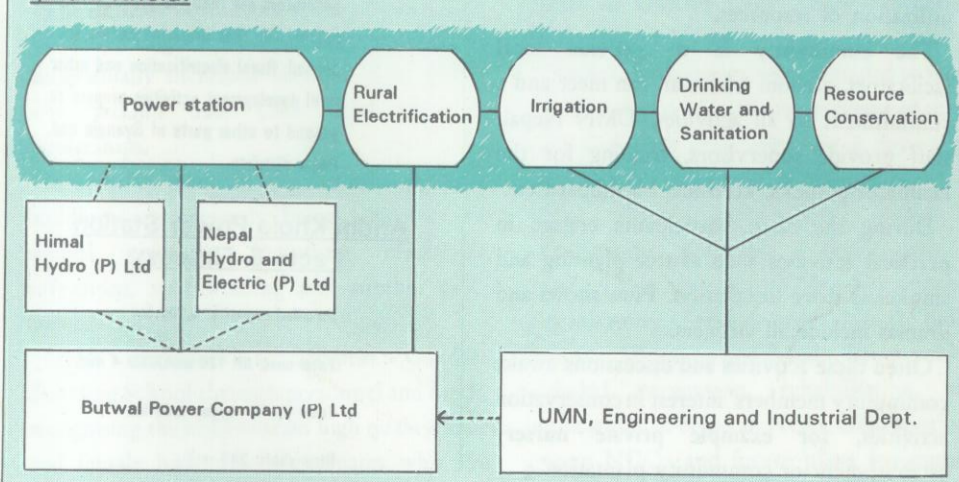 Power station
Rural
Electrification
Irrigation
Drinking
Water and
Sanitation
Resource
Conservation
Himal
Hydro (P) Ltd
Nepal
Hydro and
Electric (P) Ltd
Butwal Power Company (P) Ltd
UMN, Engineering and Industrial Dept.